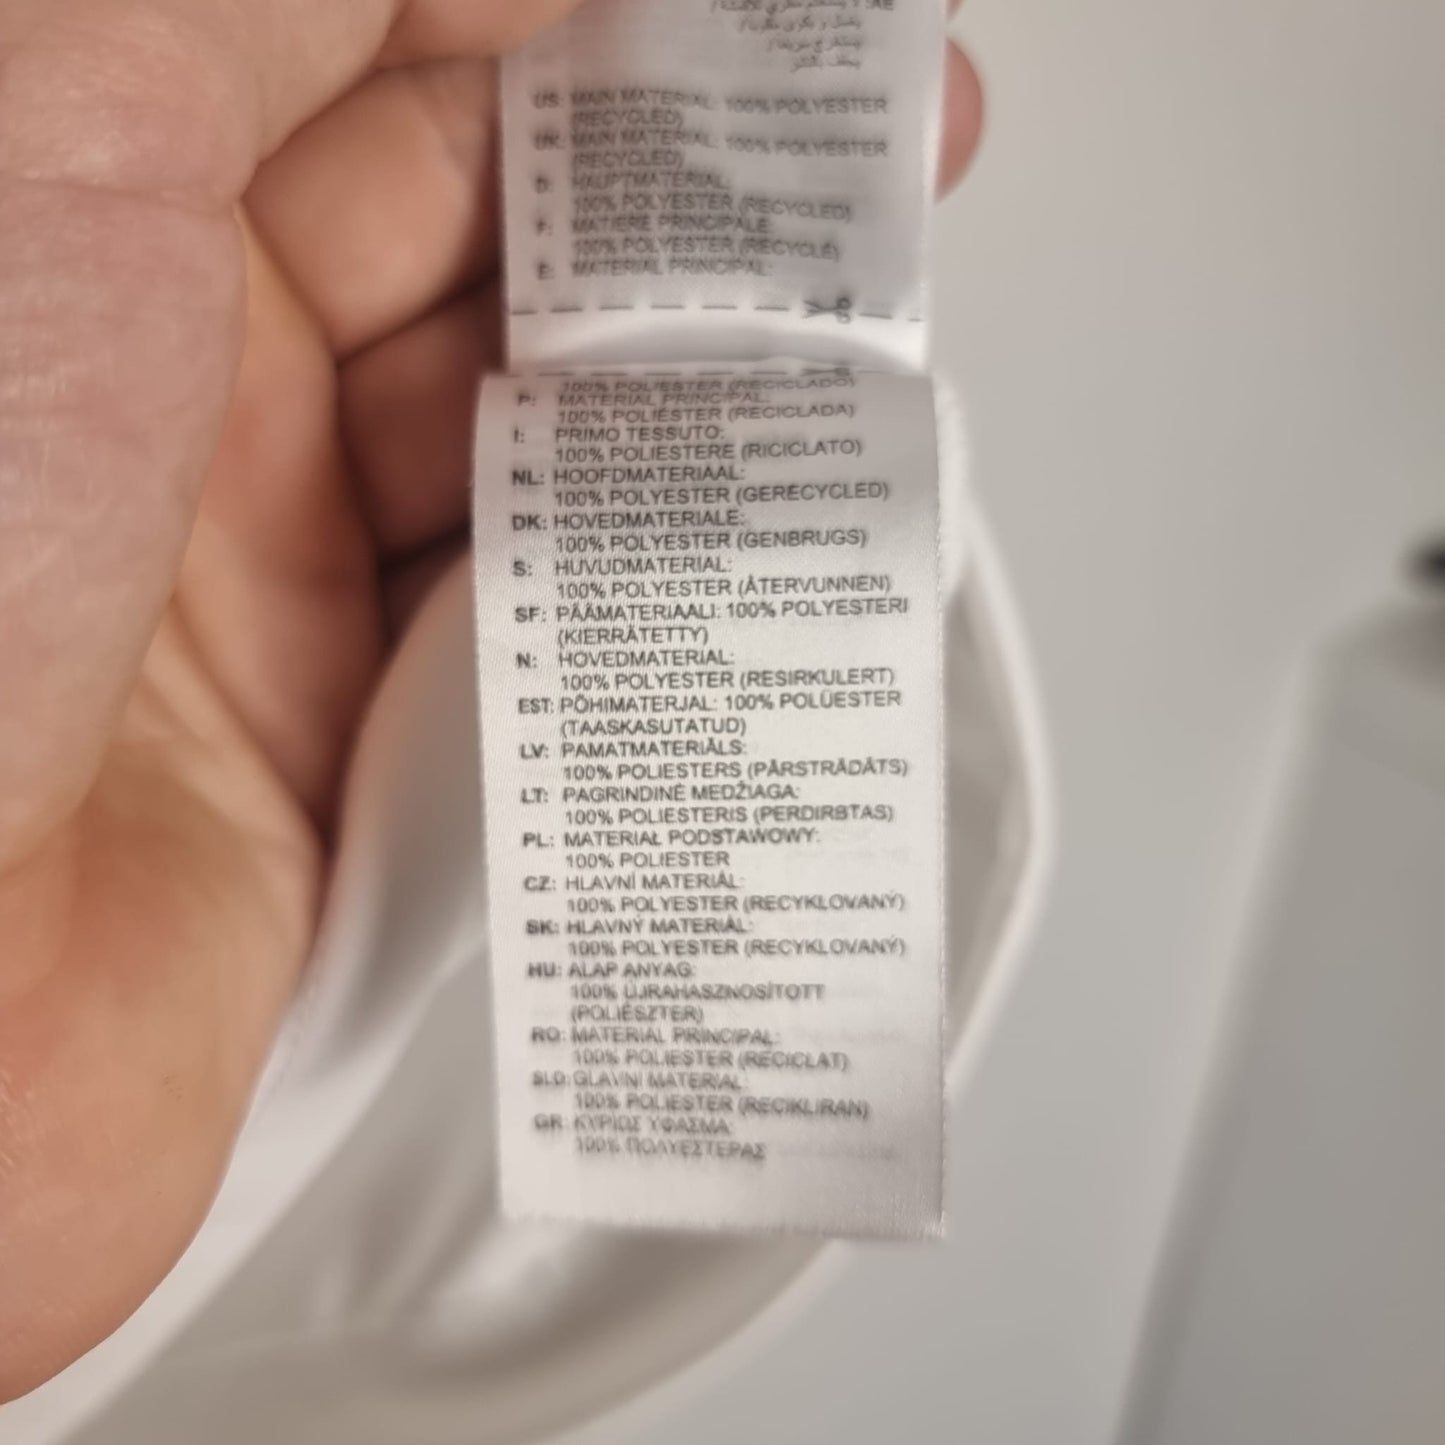 US: MAIN MATERIAL: 100% POLYESTER
(RECYCLED)
UK: MAIN MATERIAL: 100% POLYESTER
(RECYCLED)
D: HAUPTMATERIAL:
100% POLYESTER (RECYCLED)
F: MATIERE PRINCIPALE:
100% POLYESTER (RECYCLÉ)
E: MATERIAL PRINCIPAL:
100% POLIESTER (RECICLADO)
P: MATERIAL PRINCIPAL:
100% POLIÉSTER (RECICLADA)
I: PRIMO TESSUTO:
100% POLIESTERE (RICICLATO)
NL: HOOFDMATERIAAL:
100% POLYESTER (GERECYCLED)
DK: HOVEDMATERIALE:
100% POLYESTER (GENBRUGS)
S: HUVUDMATERIAL:
100% POLYESTER (ÅTERVUNNEN)
SF: PÄÄMATERIAALI: 100% POLYESTERI
(KIERRÄTETTY)
N: HOVEDMATERIAL:
100% POLYESTER (RESIRKULERT)
EST: PÕHIMATERJAL: 100% POLÜESTER
(TAASKASUTATUD)
LV: PAMATMATERIĀLS:
100% POLIESTERS (PĀRSTRĀDĀTS)
LT: PAGRINDINĖ MEDŽIAGA:
100% POLIESTERIS (PERDIRBTAS)
PL: MATERIAŁ PODSTAWOWY:
100% POLIESTER
CZ: HLAVNÍ MATERIÁL:
100% POLYESTER (RECYKLOVANÝ)
SK: HLAVNÝ MATERIÁL:
100% POLYESTER (RECYKLOVANÝ)
HU: ALAP ANYAG:
100% ÚJRAHASZNOSÍTOTT
(POLIÉSZTER)
RO: MATERIAL PRINCIPAL:
100% POLIESTER (RECICLAT)
SLO: GLAVNI MATERIAL:
100% POLIESTER (RECIKLIRAN)
GR: ΚΥΡΙΩΣ ΥΦΑΣΜΑ:
100% ΠΟΛΥΕΣΤΕΡΑΣ